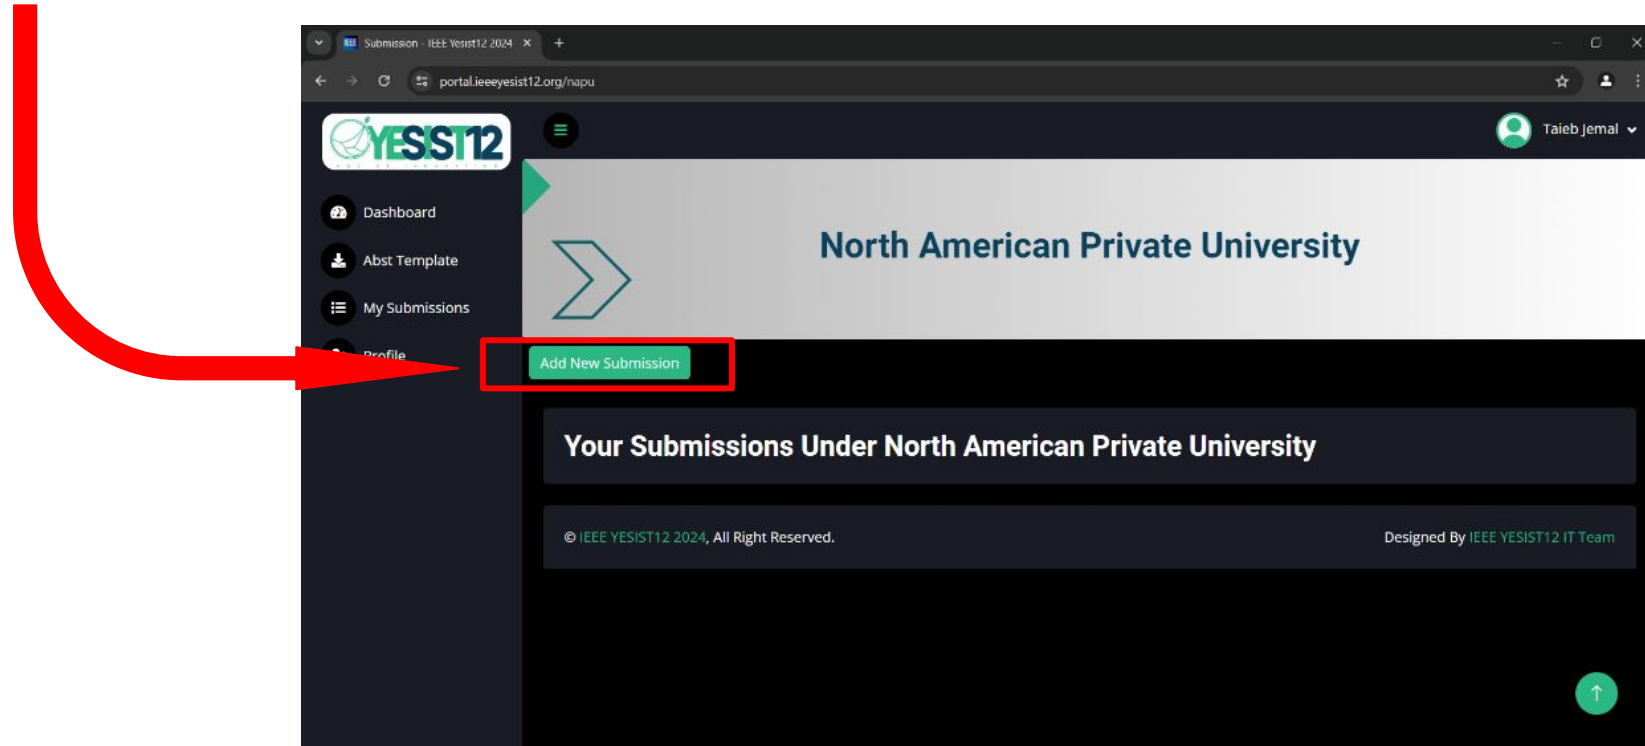 Submission - IEEE Yesist12 2024
portal.ieeeyesist12.org/napu
YESIST12
Taieb Jemal
Dashboard
Abst Template
My Submissions
Profile
North American Private University
Add New Submission
Your Submissions Under North American Private University
© IEEE YESIST12 2024, All Right Reserved.
Designed By IEEE YESIST12 IT Team